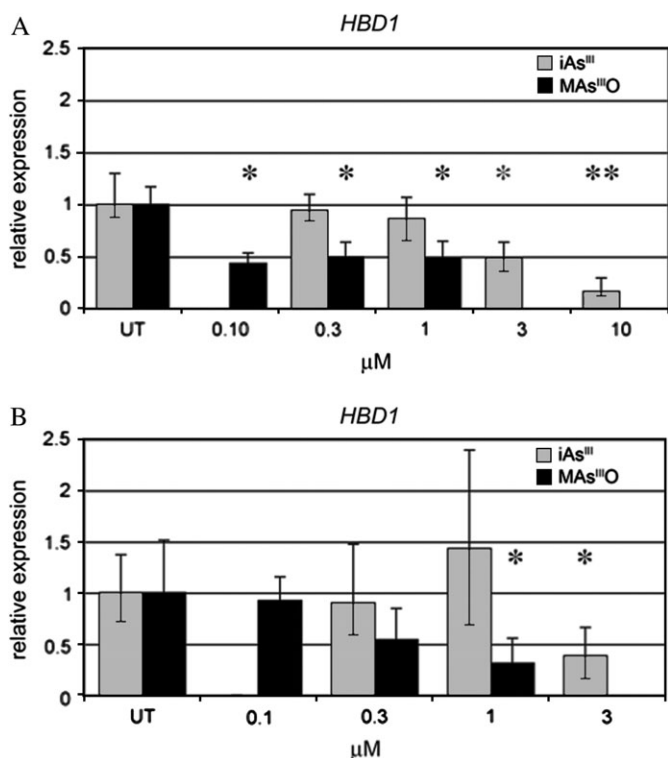 A
HBD1
2.5
iAsᴵᴵᴵ
MAsᴵᴵᴵO
2
1.5
* * * * **
1
0.5
0
relative expression
UT 0.10 0.3 1 3 10
µM
B
HBD1
2.5
iAsᴵᴵᴵ
MAsᴵᴵᴵO
2
1.5
* *
1
0.5
0
relative expression
UT 0.1 0.3 1 3
µM